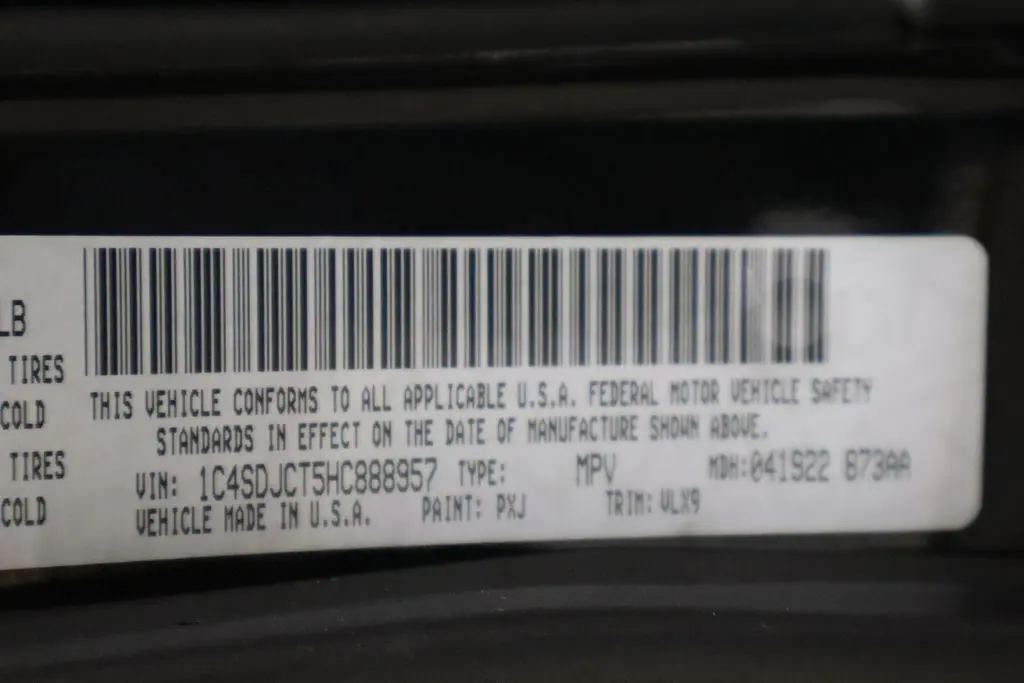 LB
TIRES
COLD
TIRES
COLD
THIS VEHICLE CONFORMS TO ALL APPLICABLE U.S.A. FEDERAL MOTOR VEHICLE SAFETY
STANDARDS IN EFFECT ON THE DATE OF MANUFACTURE SHOWN ABOVE.
VIN: 1C4SDJCT5HC888957 TYPE: MPV MDH: 041922 873AA
VEHICLE MADE IN U.S.A. PAINT: PXJ TRIM: VLX9